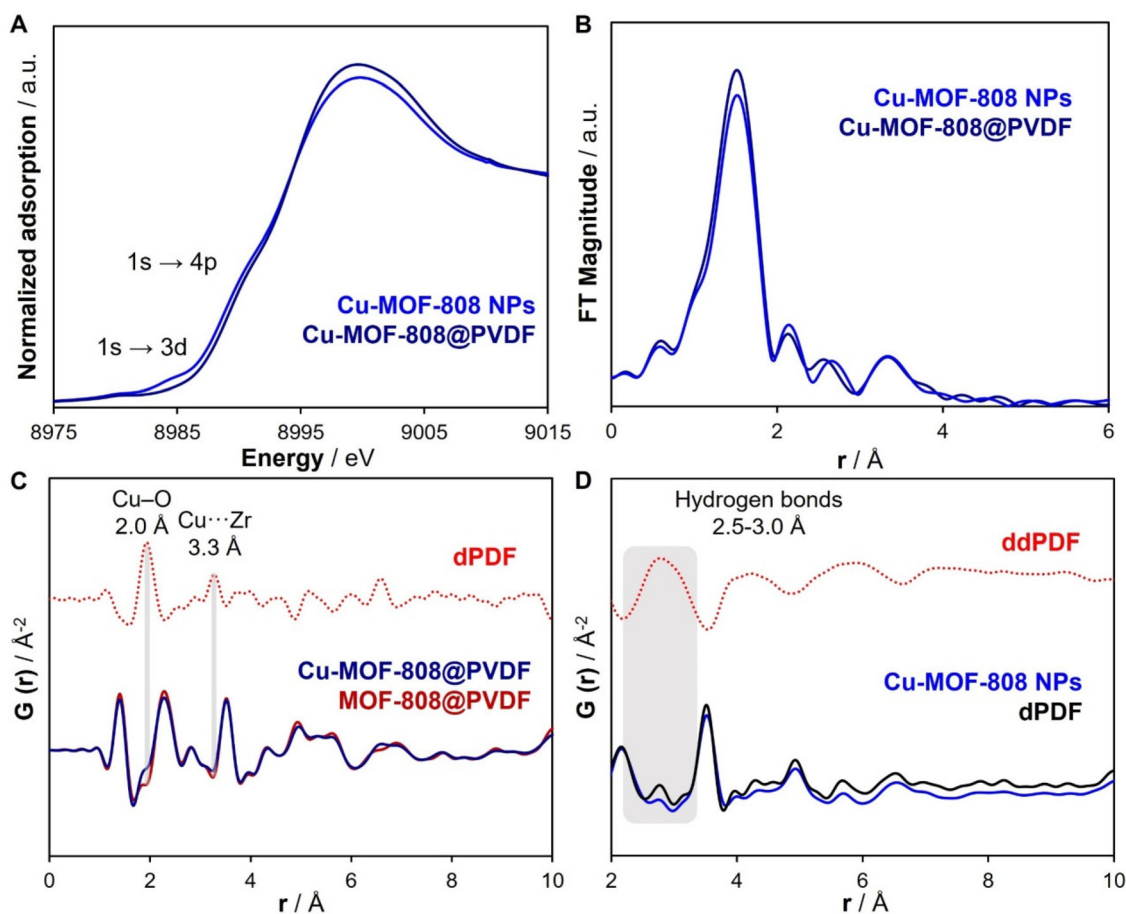 A
Normalized adsorption / a.u.
1s → 4p
1s → 3d
Cu-MOF-808 NPs
Cu-MOF-808@PVDF
8975 8985 8995 9005 9015
Energy / eV
B
FT Magnitude / a.u.
Cu-MOF-808 NPs
Cu-MOF-808@PVDF
0 2 4 6
r / Å
C
G (r) / Å-2
Cu–O
2.0 Å
Cu···Zr
3.3 Å
dPDF
Cu-MOF-808@PVDF
MOF-808@PVDF
0 2 4 6 8 10
r / Å
D
G (r) / Å-2
Hydrogen bonds
2.5-3.0 Å
ddPDF
Cu-MOF-808 NPs
dPDF
2 4 6 8 10
r / Å